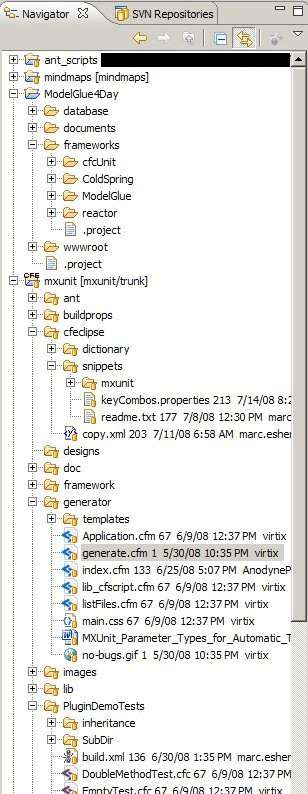 Navigator SVN Repositories
ant_scripts
mindmaps [mindmaps]
ModelGlue4Day
database
documents
frameworks
cfcUnit
ColdSpring
ModelGlue
reactor
.project
wwwroot
.project
CFE
mxunit [mxunit/trunk]
ant
buildprops
cfeclipse
dictionary
snippets
mxunit
keyCombos.properties 213 7/14/08 8:2
readme.txt 177 7/8/08 12:30 PM marc
copy.xml 203 7/11/08 6:58 AM marc.esher
designs
doc
framework
generator
templates
Application.cfm 67 6/9/08 12:37 PM virtix
generate.cfm 1 5/30/08 10:35 PM virtix
index.cfm 133 6/25/08 5:07 PM AnodyneP
lib_cfscript.cfm 67 6/9/08 12:37 PM virtix
listFiles.cfm 67 6/9/08 12:37 PM virtix
main.css 67 6/9/08 12:37 PM virtix
MXUnit_Parameter_Types_for_Automatic_T
no-bugs.gif 1 5/30/08 10:35 PM virtix
images
lib
PluginDemoTests
inheritance
SubDir
build.xml 136 6/30/08 1:35 PM marc.esher
DoubleMethodTest.cfc 67 6/9/08 12:37 PM
EmptyTest.cfc 67 6/9/08 12:37 PM virtix